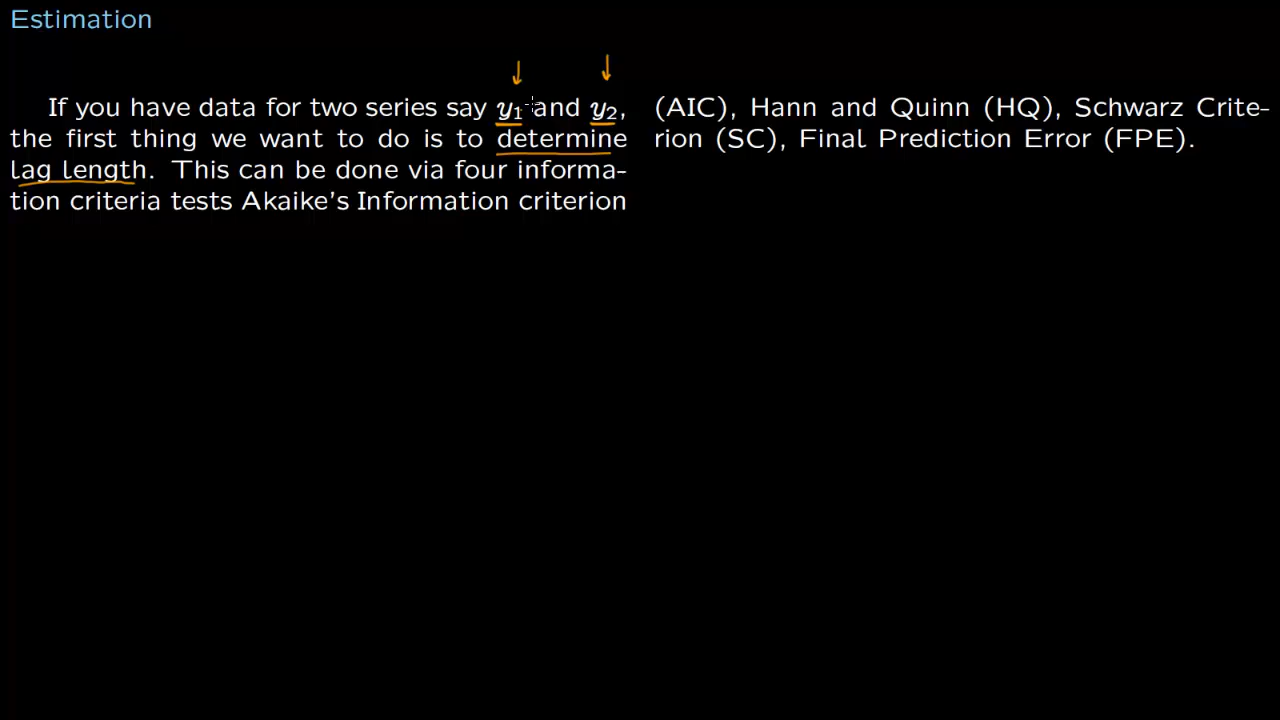 Estimation
If you have data for two series say y₁ and y₂,
the first thing we want to do is to determine
lag length. This can be done via four informa-
tion criteria tests Akaike's Information criterion
(AIC), Hann and Quinn (HQ), Schwarz Crite-
rion (SC), Final Prediction Error (FPE).